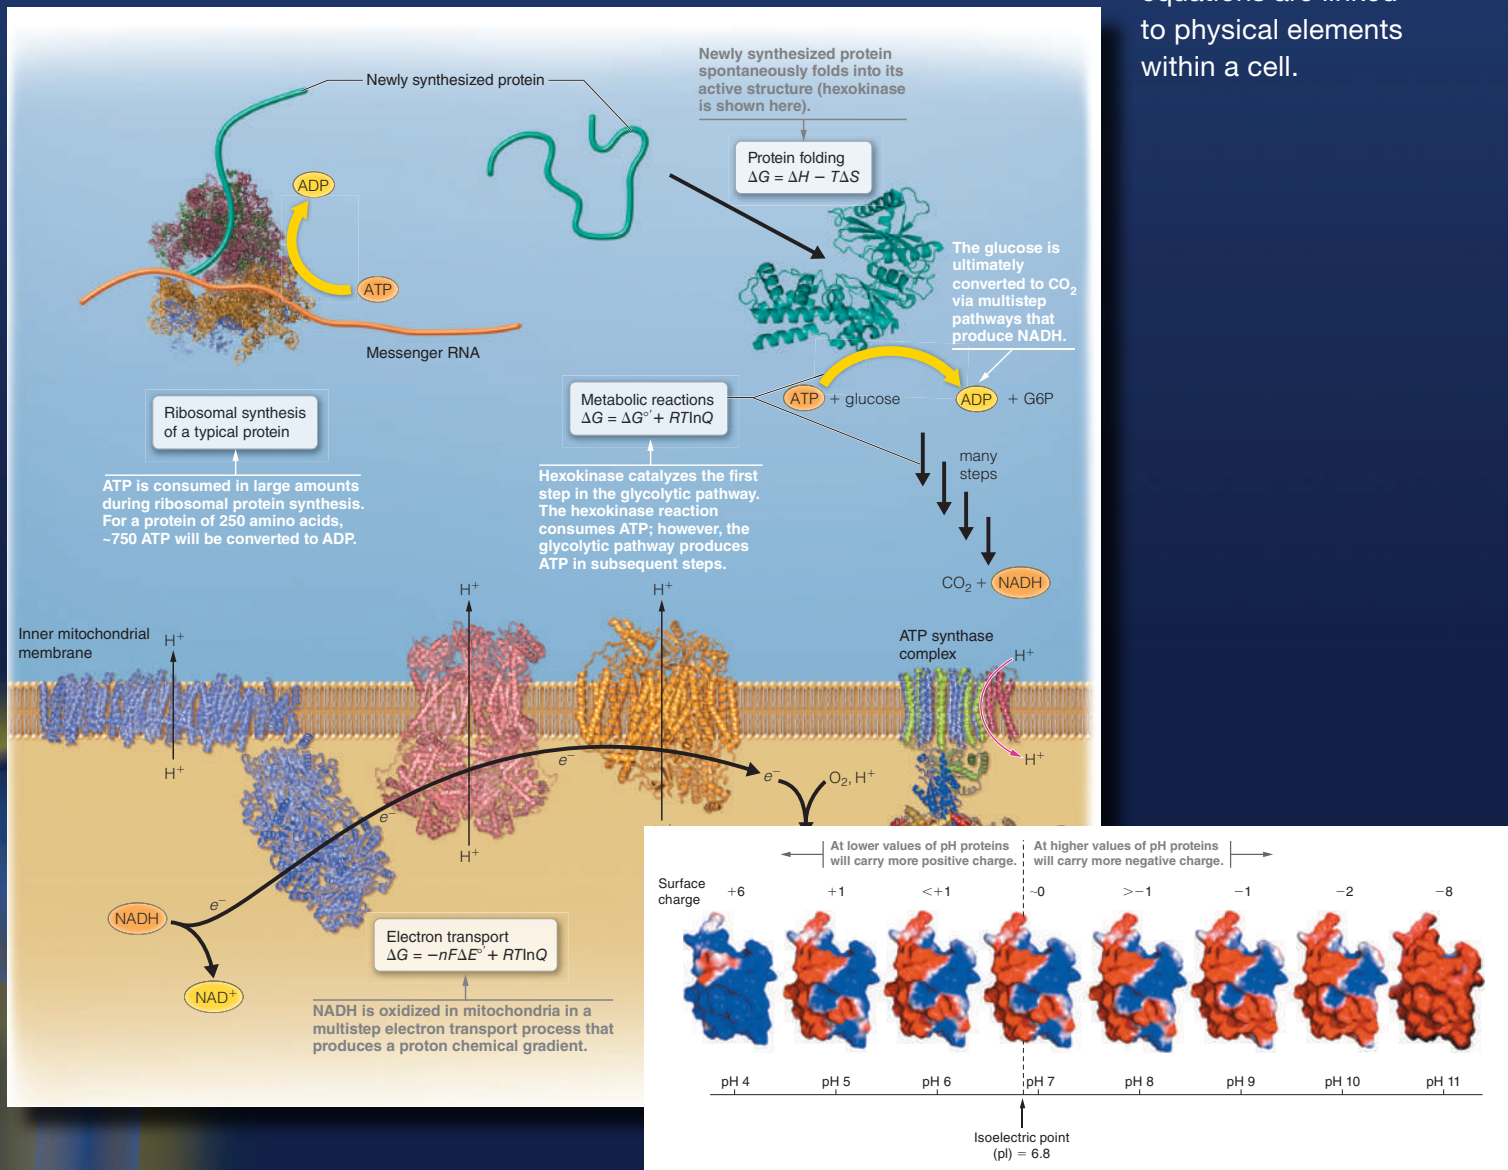 equations are linked
to physical elements
within a cell.
Newly synthesized protein
Newly synthesized protein
spontaneously folds into its
active structure (hexokinase
is shown here).
Protein folding
ΔG = ΔH − TΔS
ADP
ATP
Messenger RNA
The glucose is
ultimately
converted to CO₂
via multistep
pathways that
produce NADH.
Ribosomal synthesis
of a typical protein
ATP is consumed in large amounts
during ribosomal protein synthesis.
For a protein of 250 amino acids,
~750 ATP will be converted to ADP.
Metabolic reactions
ΔG = ΔG°′ + RTlnQ
Hexokinase catalyzes the first
step in the glycolytic pathway.
The hexokinase reaction
consumes ATP; however, the
glycolytic pathway produces
ATP in subsequent steps.
ATP + glucose ADP + G6P
many
steps
CO₂ + NADH
H⁺ H⁺
Inner mitochondrial
membrane
H⁺
ATP synthase
complex
H⁺
H⁺
H⁺
e⁻
e⁻ O₂, H⁺
e⁻
H⁺
NADH
e⁻
NAD⁺
Electron transport
ΔG = −nFΔE°′ + RTlnQ
NADH is oxidized in mitochondria in a
multistep electron transport process that
produces a proton chemical gradient.
At lower values of pH proteins
will carry more positive charge.
At higher values of pH proteins
will carry more negative charge.
Surface
charge
+6 +1 <+1 ~0 >−1 −1 −2 −8
pH 4 pH 5 pH 6 pH 7 pH 8 pH 9 pH 10 pH 11
Isoelectric point
(pI) = 6.8